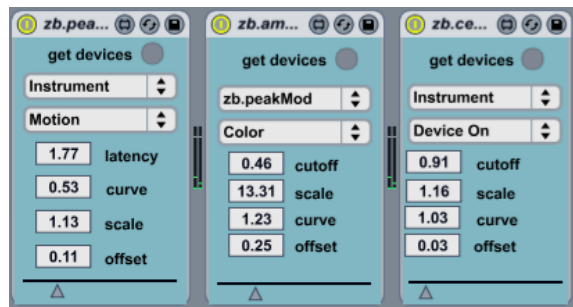 zb.pea...
get devices
Instrument
Motion
1.77 latency
0.53 curve
1.13 scale
0.11 offset
zb.am...
get devices
zb.peakMod
Color
0.46 cutoff
13.31 scale
1.23 curve
0.25 offset
zb.ce...
get devices
Instrument
Device On
0.91 cutoff
1.16 scale
1.03 curve
0.03 offset